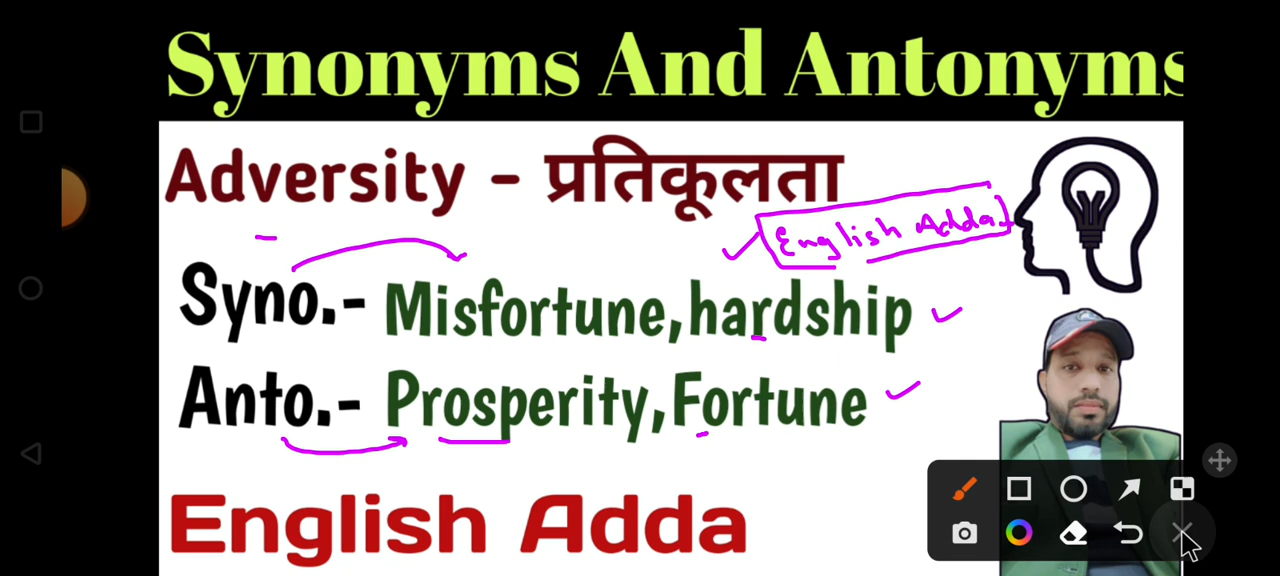 Synonyms And Antonyms
Adversity - प्रतिकूलता
English Adda
Syno.- Misfortune,hardship
Anto.- Prosperity,Fortune
English Adda